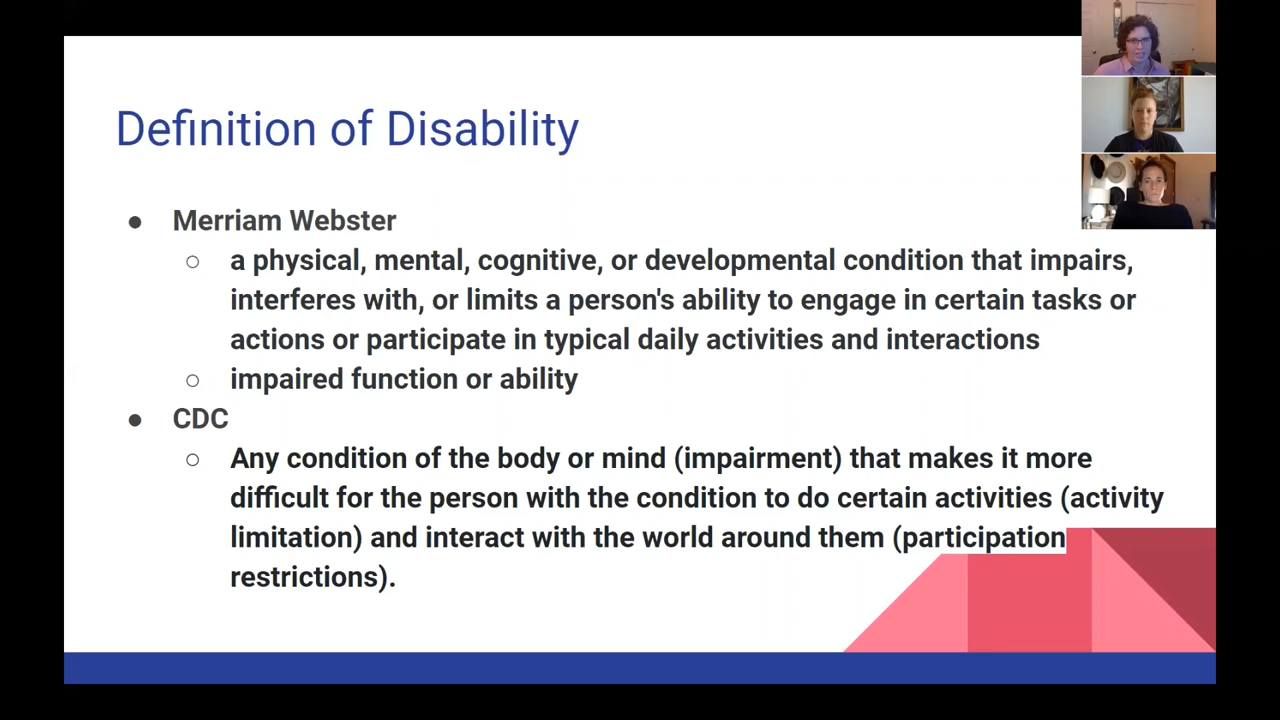 Definition of Disability
● Merriam Webster
○ a physical, mental, cognitive, or developmental condition that impairs,
interferes with, or limits a person's ability to engage in certain tasks or
actions or participate in typical daily activities and interactions
○ impaired function or ability
● CDC
○ Any condition of the body or mind (impairment) that makes it more
difficult for the person with the condition to do certain activities (activity
limitation) and interact with the world around them (participation
restrictions).